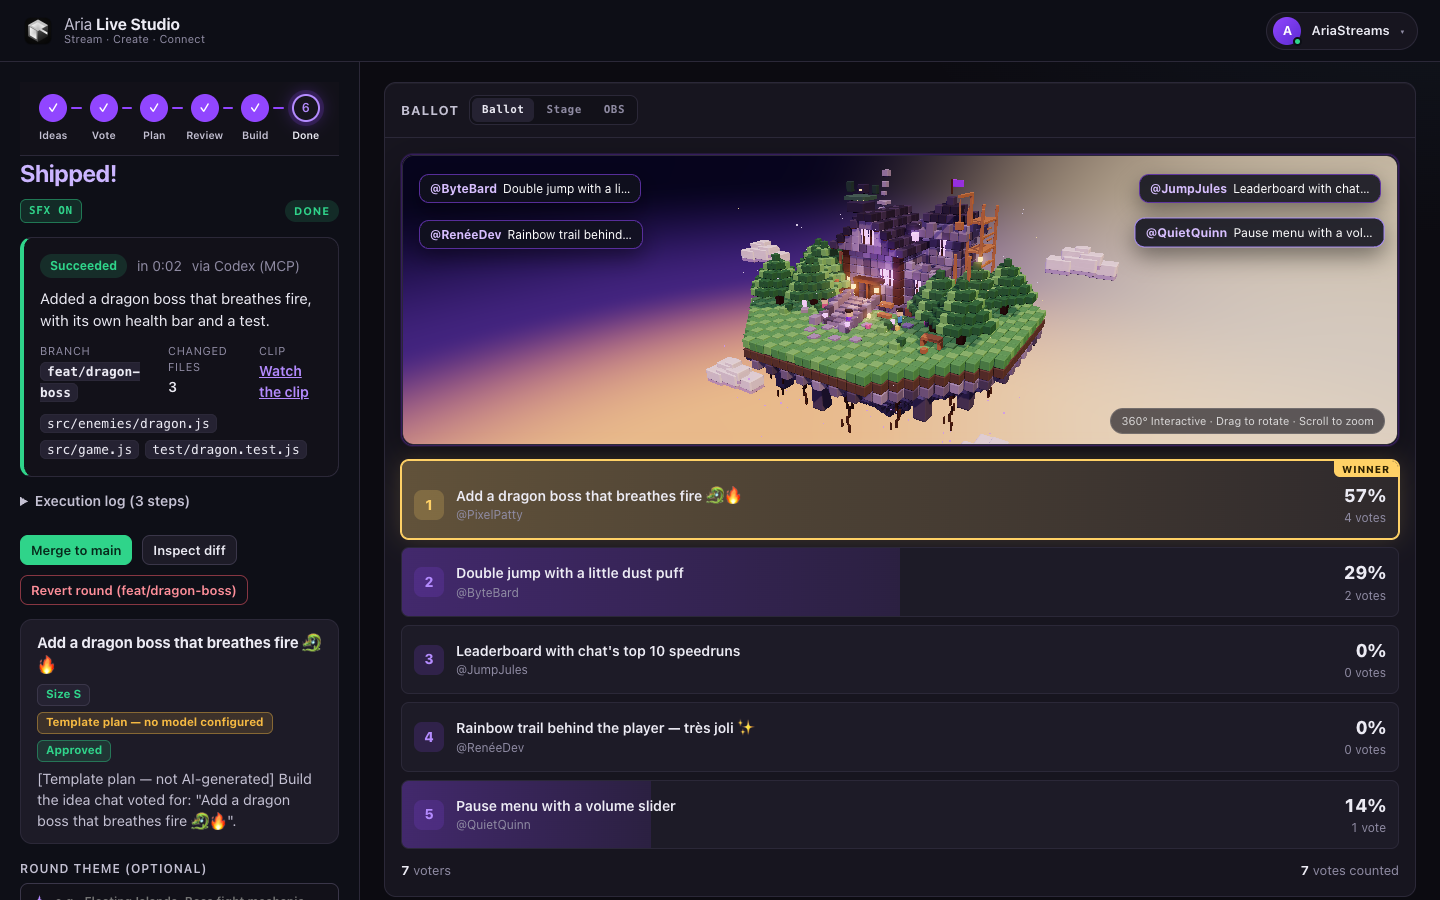 Aria Live Studio
Stream · Create · Connect
A AriaStreams
6
Ideas Vote Plan Review Build Done
Shipped!
SFX ON
DONE
Succeeded in 0:02 via Codex (MCP)
Added a dragon boss that breathes fire,
with its own health bar and a test.
BRANCH
feat/dragon-
boss
CHANGED
FILES
3
CLIP
Watch
the clip
src/enemies/dragon.js
src/game.js test/dragon.test.js
Execution log (3 steps)
Merge to main
Inspect diff
Revert round (feat/dragon-boss)
Add a dragon boss that breathes fire 🐉
🔥
Size S
Template plan — no model configured
Approved
[Template plan — not AI-generated] Build
the idea chat voted for: "Add a dragon
boss that breathes fire 🐉🔥".
ROUND THEME (OPTIONAL)
BALLOT
Ballot Stage OBS
@ByteBard Double jump with a li...
@RenéeDev Rainbow trail behind...
@JumpJules Leaderboard with chat...
@QuietQuinn Pause menu with a vol...
360° Interactive · Drag to rotate · Scroll to zoom
WINNER
1
Add a dragon boss that breathes fire 🐉🔥
@PixelPatty
57%
4 votes
2
Double jump with a little dust puff
@ByteBard
29%
2 votes
3
Leaderboard with chat's top 10 speedruns
@JumpJules
0%
0 votes
4
Rainbow trail behind the player — très joli ✨
@RenéeDev
0%
0 votes
5
Pause menu with a volume slider
@QuietQuinn
14%
1 vote
7 voters
7 votes counted